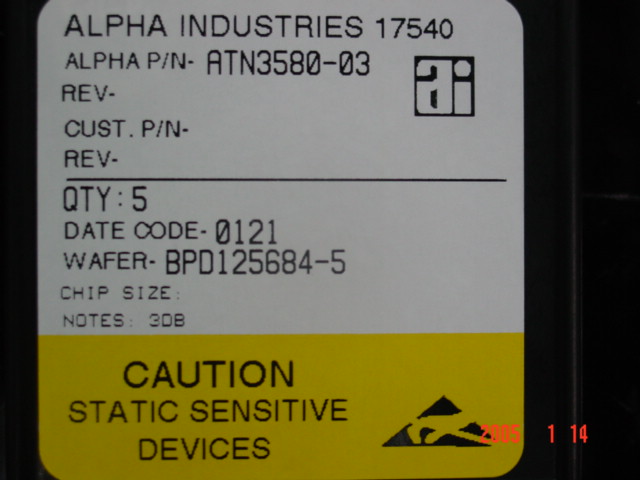 ALPHA INDUSTRIES 17540
ALPHA P/N- ATN3580-03
REV-
ai
CUST. P/N-
REV-
QTY: 5
DATE CODE- 0121
WAFER- BPD125684-5
CHIP SIZE:
NOTES: 3DB
CAUTION
STATIC SENSITIVE
DEVICES
2005 1 14